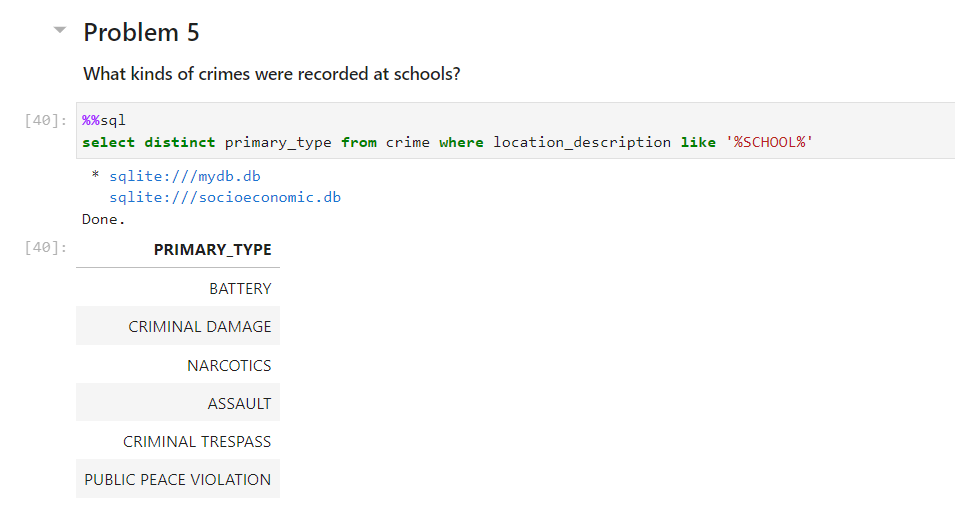 Problem 5
What kinds of crimes were recorded at schools?
[40]: %%sql
select distinct primary_type from crime where location_description like '%SCHOOL%'
* sqlite:///mydb.db
sqlite:///socioeconomic.db
Done.
[40]: PRIMARY_TYPE
BATTERY
CRIMINAL DAMAGE
NARCOTICS
ASSAULT
CRIMINAL TRESPASS
PUBLIC PEACE VIOLATION